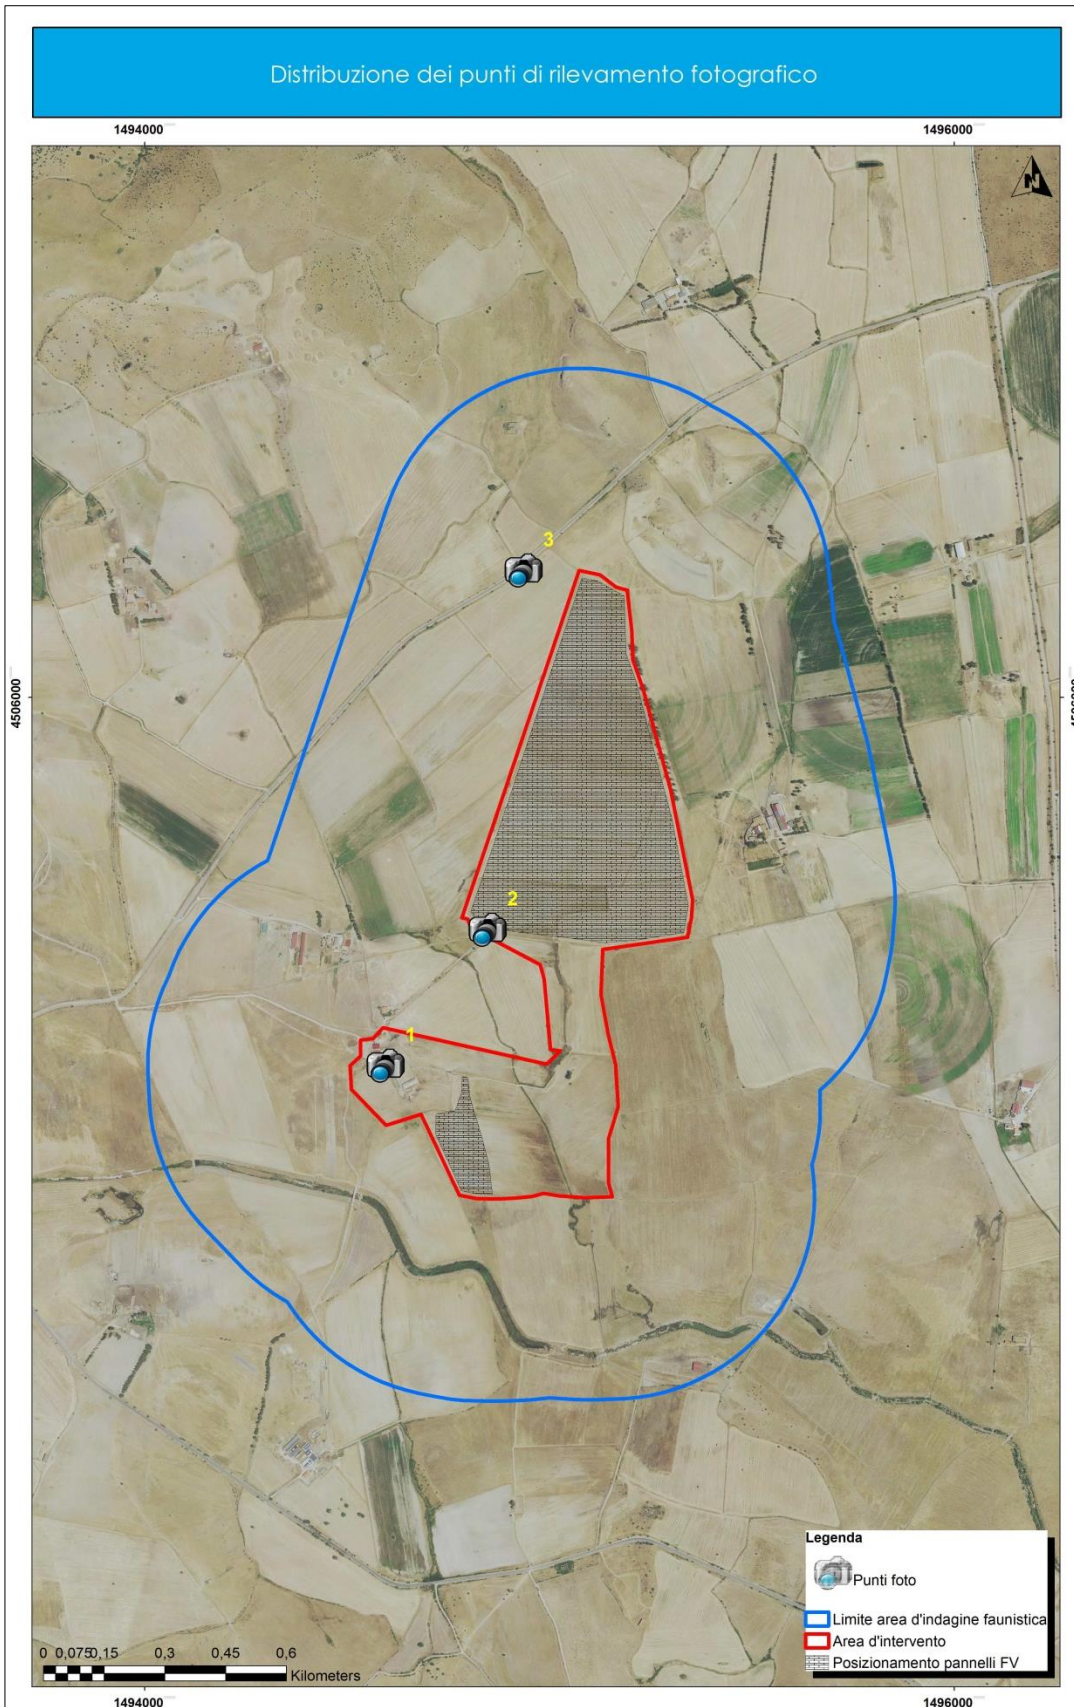 Distribuzione dei punti di rilevamento fotografico
1494000
1496000
N
3
4506000
2
1
Legenda
Punti foto
Limite area d'indagine faunistica
Area d'intervento
Posizionamento pannelli FV
0 0,075 0,15 0,3 0,45 0,6
Kilometers
1494000
1496000